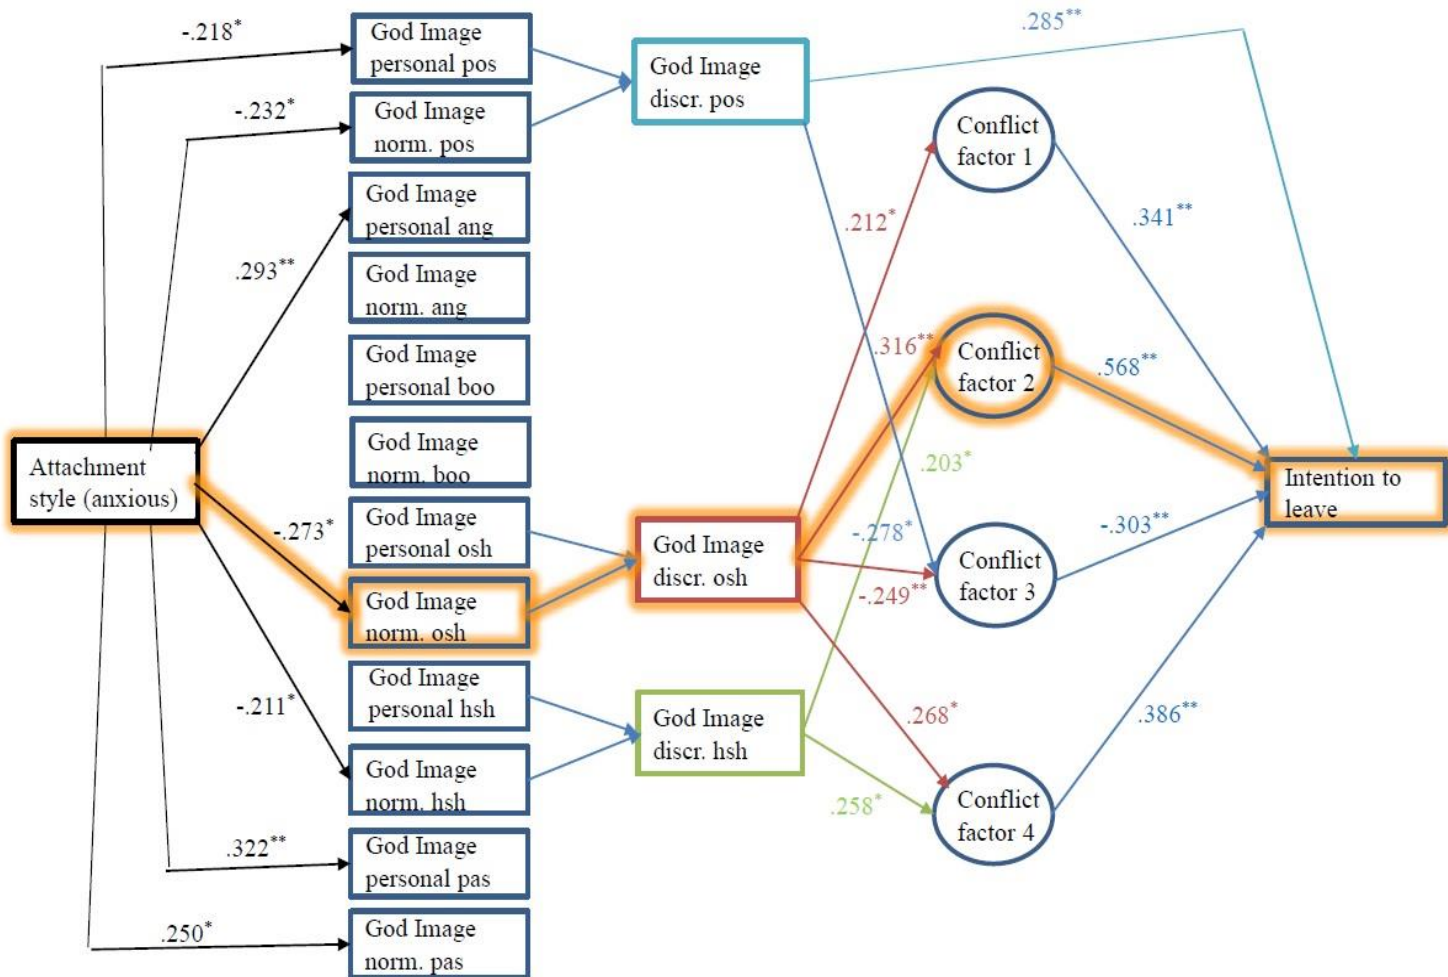 -.218*
God Image
personal pos
-.232*
God Image
norm. pos
God Image
personal ang
.293**
God Image
norm. ang
God Image
personal boo
God Image
norm. boo
Attachment
style (anxious)
-.273*
God Image
personal osh
God Image
norm. osh
-.211*
God Image
personal hsh
God Image
norm. hsh
.322**
God Image
personal pas
.250*
God Image
norm. pas
God Image
discr. pos
God Image
discr. osh
God Image
discr. hsh
.285**
.212*
.316**
.203*
-.278*
-.249**
.268*
.258*
Conflict
factor 1
Conflict
factor 2
Conflict
factor 3
Conflict
factor 4
.341**
.568**
-.303**
.386**
Intention to
leave